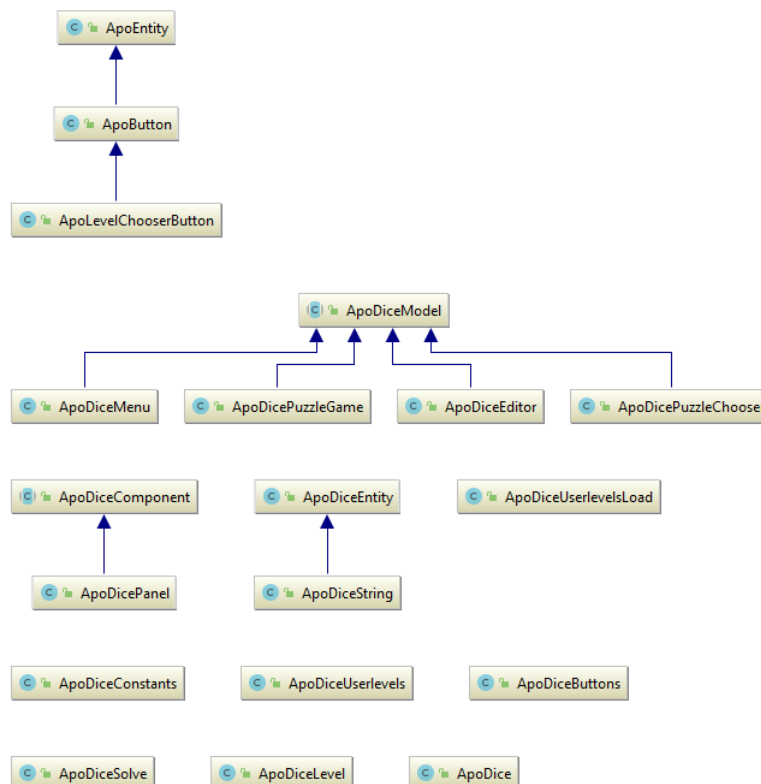 ApoEntity
ApoButton
ApoLevelChooserButton
ApoDiceModel
ApoDiceMenu ApoDicePuzzleGame ApoDiceEditor ApoDicePuzzleChoose
ApoDiceComponent ApoDiceEntity ApoDiceUserlevelsLoad
ApoDicePanel ApoDiceString
ApoDiceConstants ApoDiceUserlevels ApoDiceButtons
ApoDiceSolve ApoDiceLevel ApoDice